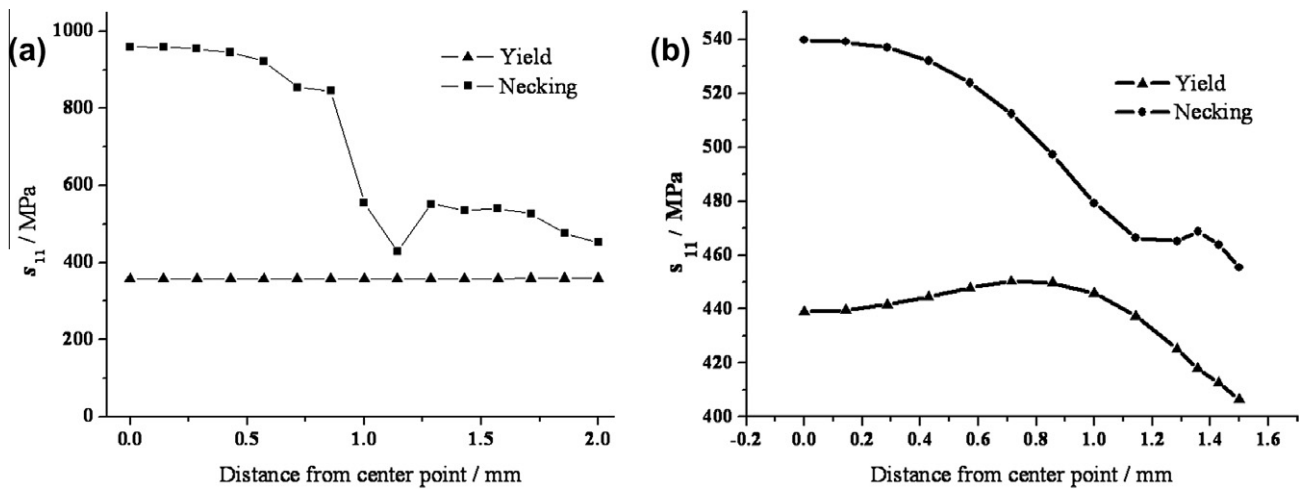 (a)
s11 / MPa
1000
800
600
400
200
0
Yield
Necking
0.0 0.5 1.0 1.5 2.0
Distance from center point / mm
(b)
s11 / MPa
540
520
500
480
460
440
420
400
Yield
Necking
-0.2 0.0 0.2 0.4 0.6 0.8 1.0 1.2 1.4 1.6
Distance from center point / mm